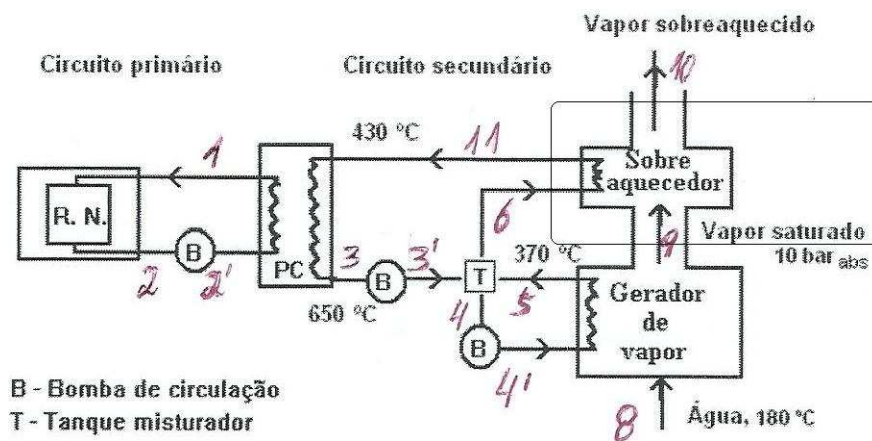 Vapor sobreaquecido
10
Circuito primário
Circuito secundário
430 °C
11
1
Sobre
aquecedor
R. N.
6
9
Vapor saturado
10 bar abs
370 °C
B
PC
3
B
3'
T
5
2
2'
650 °C
4
Gerador
de
vapor
B
4'
B - Bomba de circulação
T - Tanque misturador
8
Água, 180 °C